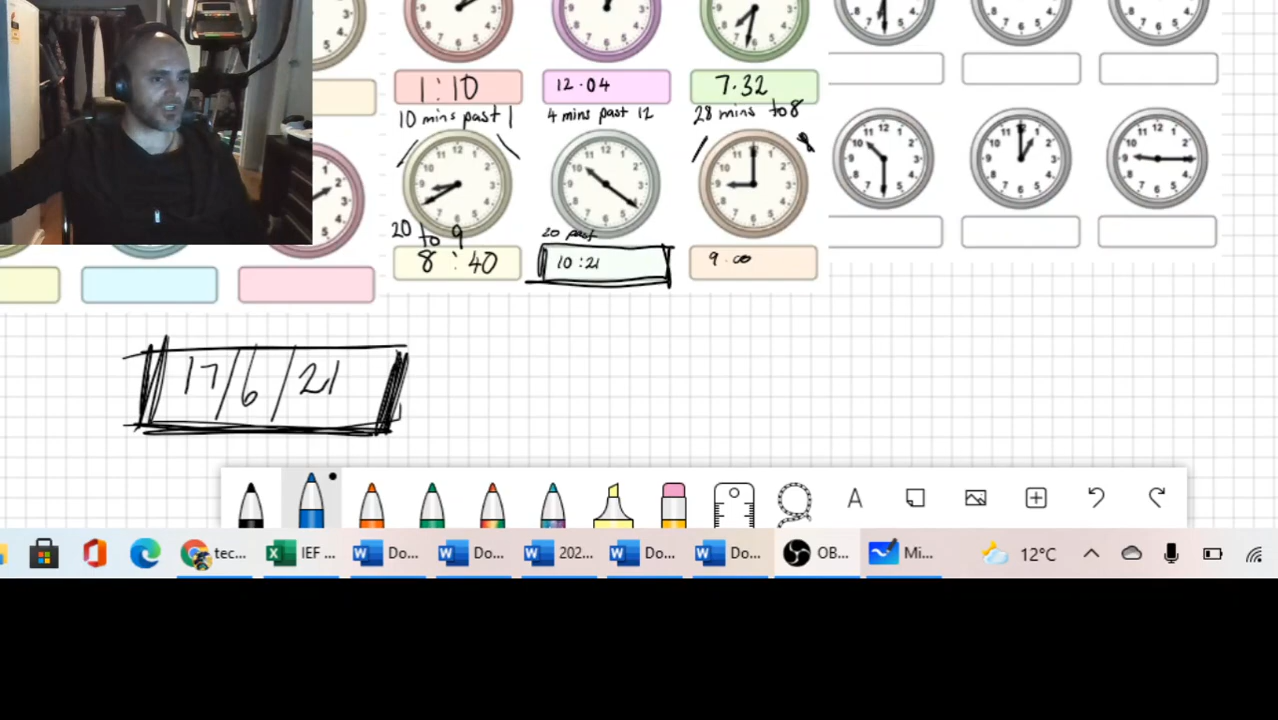 1:10
12.04
7.32
10 mins past 1
4 mins past 12
28 mins to 8
20 to 9
20 past
8:40
10:21
9.00
17/6/21
A
tec...
IEF ...
Do...
Do...
202...
Do...
Do...
OB...
Mi...
12°C